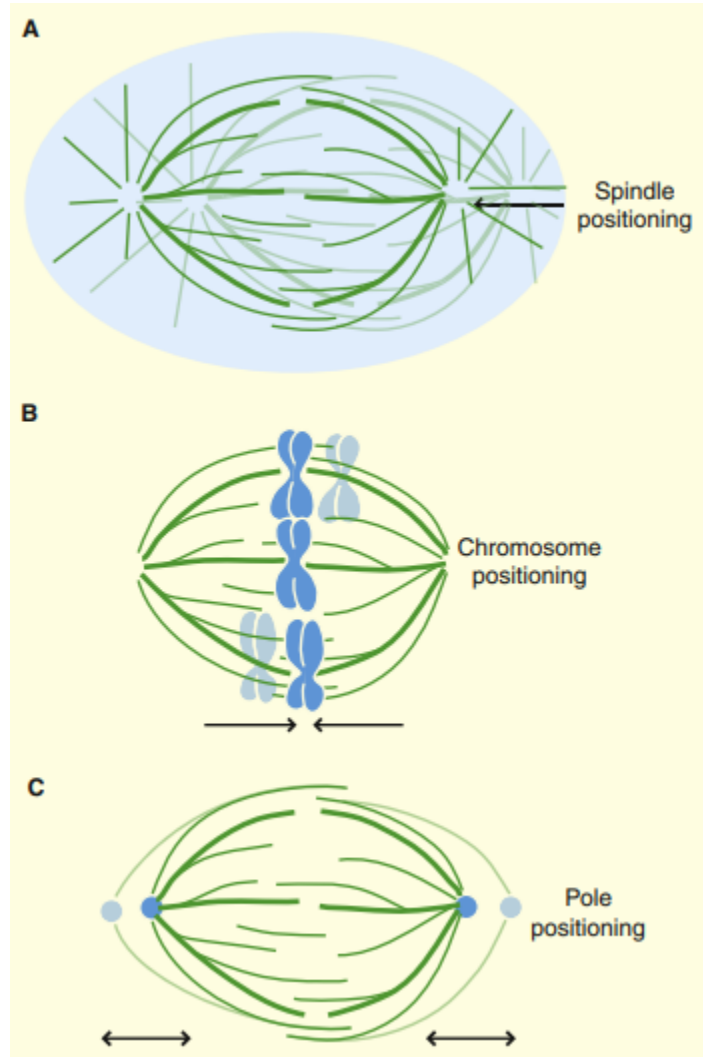 A
Spindle
positioning
B
Chromosome
positioning
C
Pole
positioning